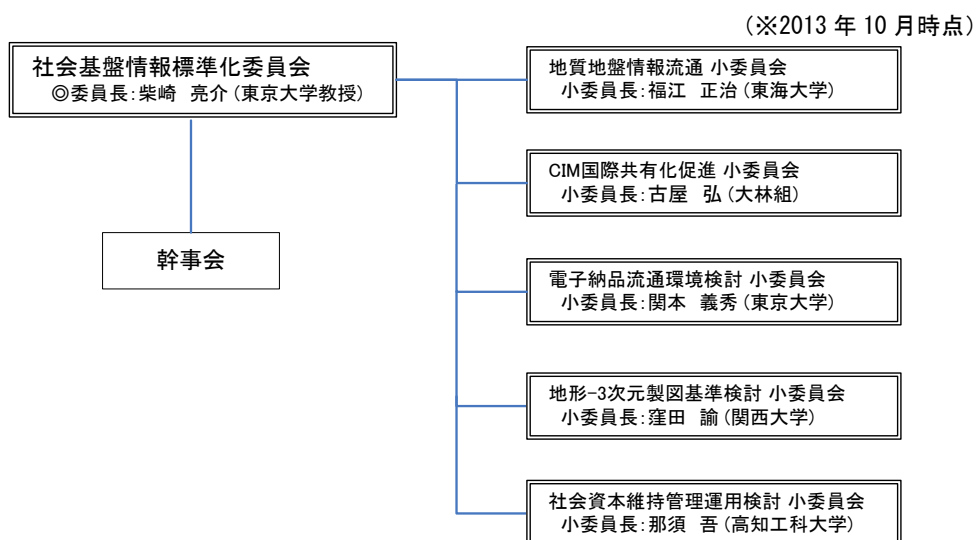 （※2013 年 10 月時点）
社会基盤情報標準化委員会
◎委員長：柴崎 亮介（東京大学教授）
幹事会
地質地盤情報流通 小委員会
小委員長：福江 正治（東海大学）
CIM国際共有化促進 小委員会
小委員長：古屋 弘（大林組）
電子納品流通環境検討 小委員会
小委員長：関本 義秀（東京大学）
地形-3次元製図基準検討 小委員会
小委員長：窪田 諭（関西大学）
社会資本維持管理運用検討 小委員会
小委員長：那須 吾（高知工科大学）